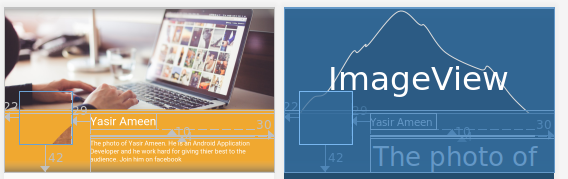 22
29
Yasir Ameen
10
30
The photo of Yasir Ameen. He is an Android Application
Developer and he work hard for giving thier best to the
audience. Join him on facebook
42
ImageView
22
29
Yasir Ameen
10
30
The photo of
42